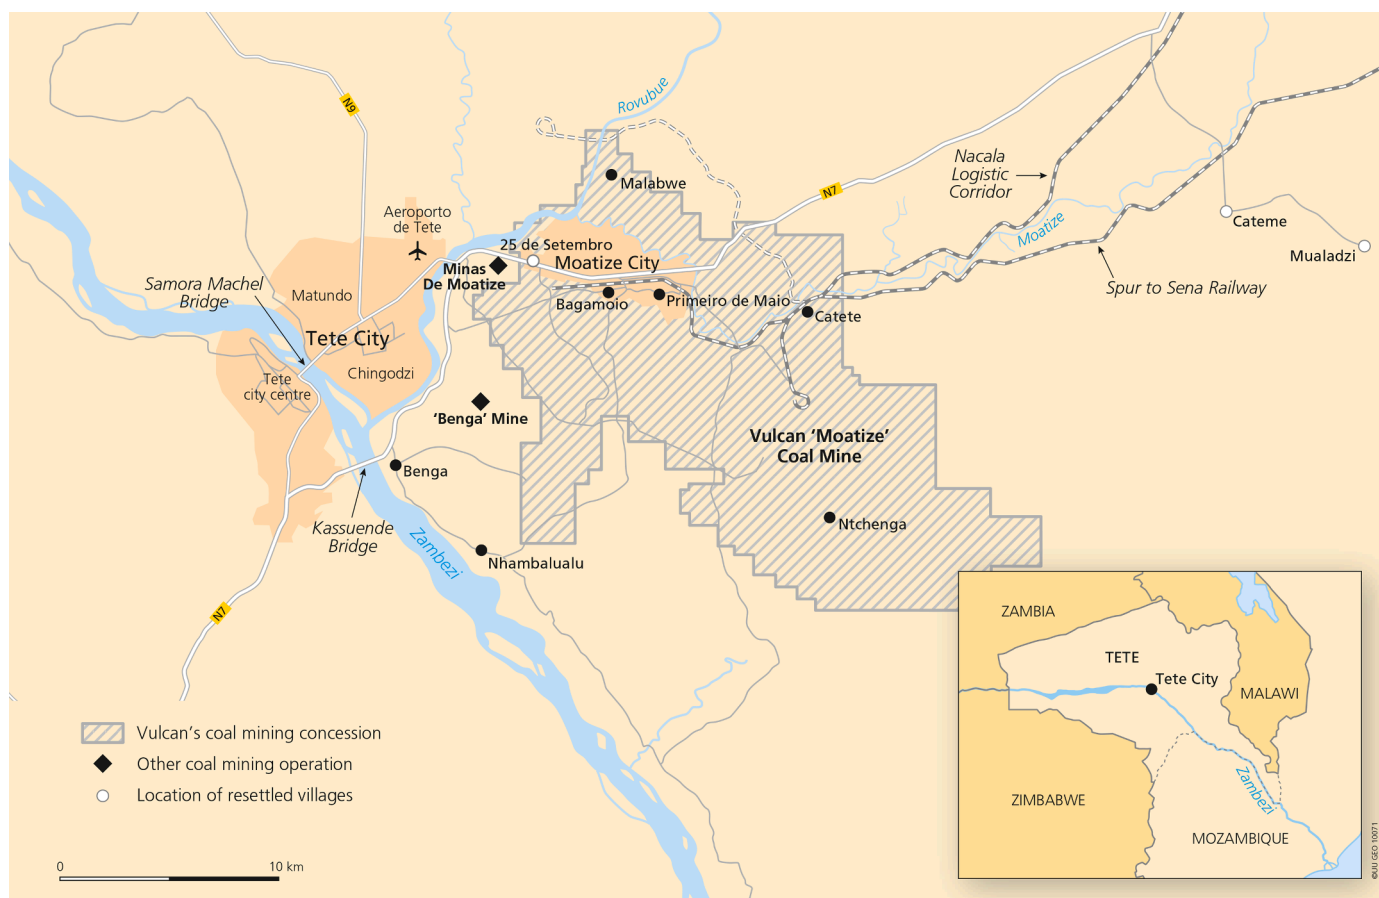 Rovubue
N9
Nacala
Logistic
Corridor
Malabwe
N7
Aeroporto
de Tete
Cateme
Moatize
25 de Setembro
Mualadzi
Minas
De Moatize
Moatize City
Samora Machel
Bridge
Matundo
Bagamoio
Primeiro de Maio
Spur to Sena Railway
Catete
Tete City
Chingodzi
Tete
city centre
'Benga' Mine
Vulcan 'Moatize'
Coal Mine
Benga
Kassuende
Bridge
Ntchenga
Zambezi
Nhambalualu
N7
ZAMBIA
TETE
Tete City
MALAWI
Zambezi
ZIMBABWE
MOZAMBIQUE
Vulcan's coal mining concession
Other coal mining operation
Location of resettled villages
0 10 km
©UU GEO 10071